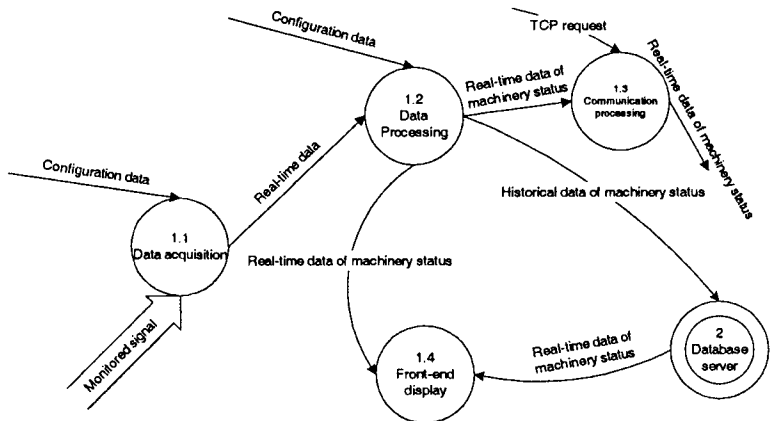 TCP request
Configuration data
1.2
Data
Processing
Real-time data of
machinery status
1.3
Communication
processing
Real-time data of machinery status
Configuration data
Real-time data
Historical data of machinery status
1.1
Data acquisition
Real-time data of machinery status
Monitored signal
1.4
Front-end
display
Real-time data of
machinery status
2
Database
server